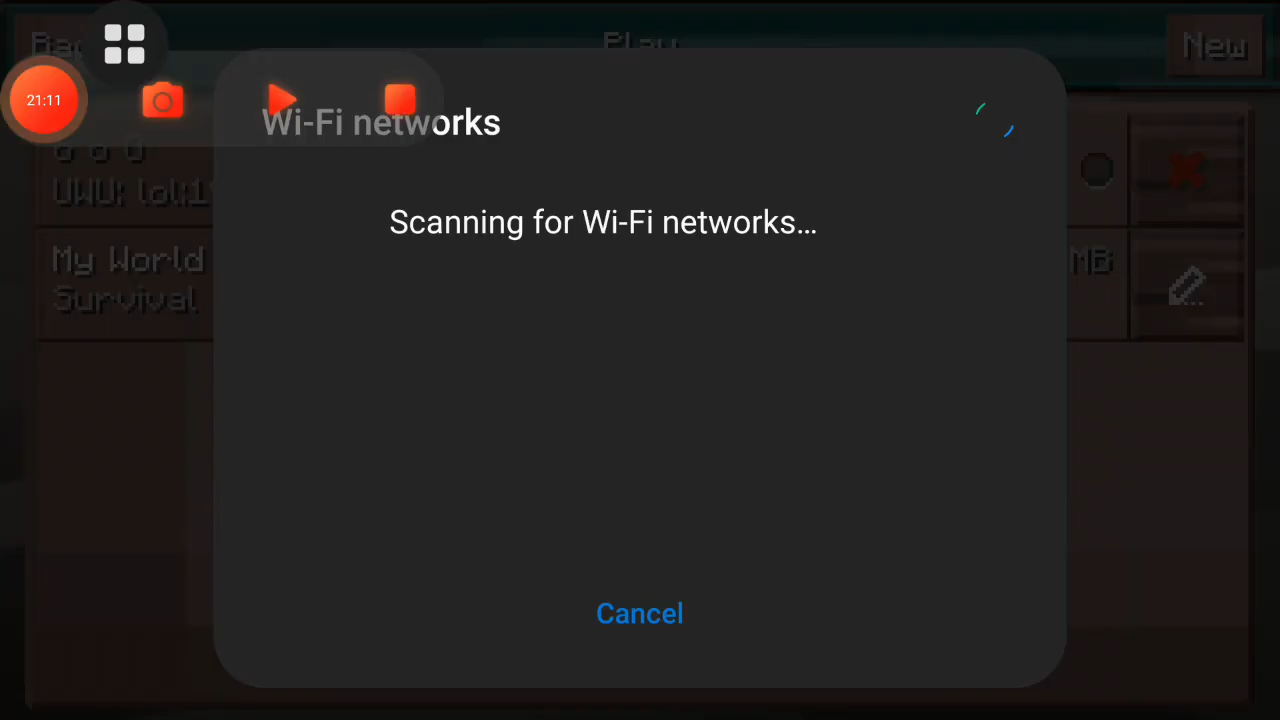 Play
New
21:11
Wi-Fi networks
Scanning for Wi-Fi networks...
My World
MB
Survival
Cancel